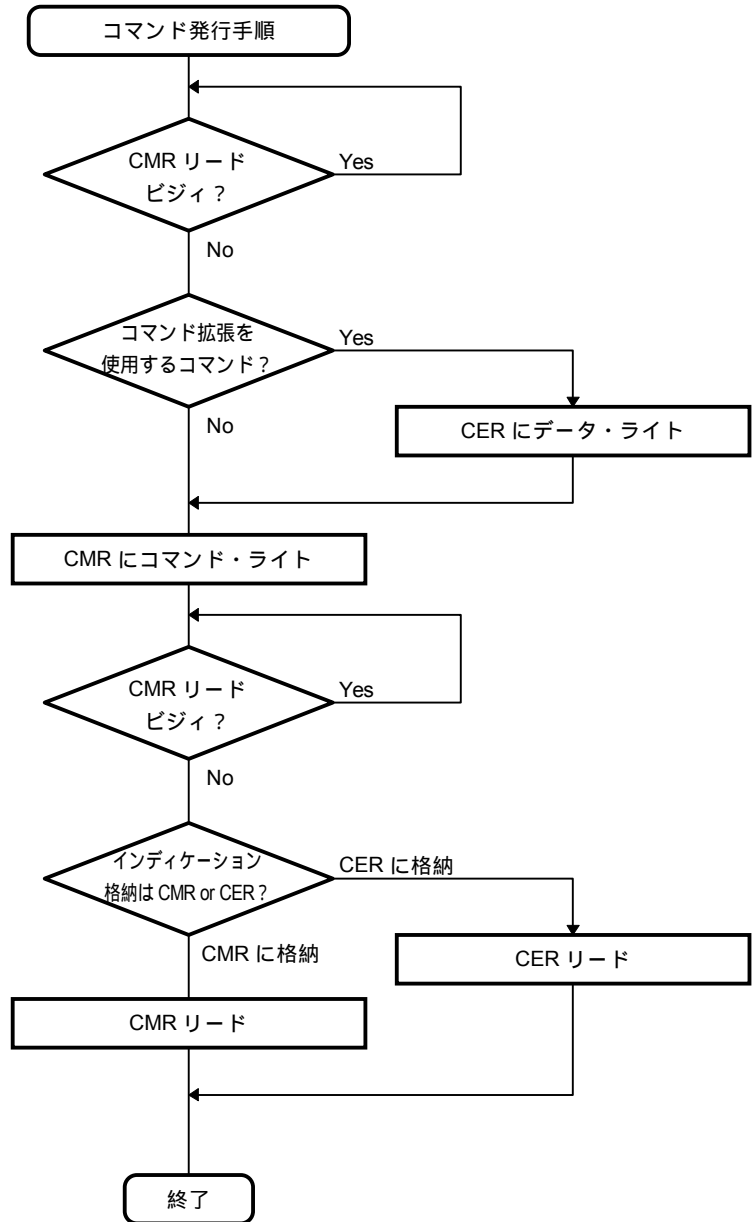 コマンド発行手順
CMR リード
ビジィ？
Yes
No
コマンド拡張を
使用するコマンド？
Yes
No
CER にデータ・ライト
CMR にコマンド・ライト
CMR リード
ビジィ？
Yes
No
インディケーション
格納は CMR or CER？
CER に格納
CMR に格納
CER リード
CMR リード
終了